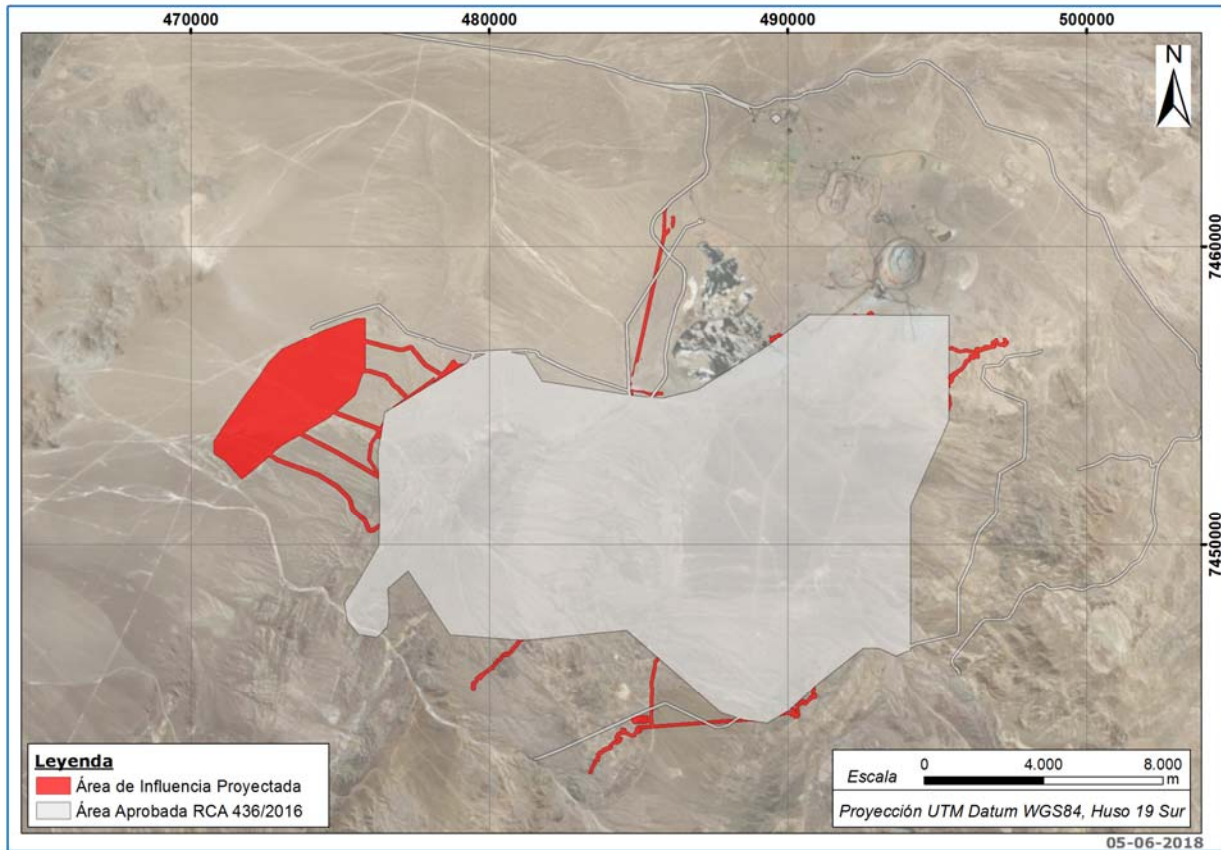 470000 480000 490000 500000
N
7460000
7450000
Leyenda
Área de Influencia Proyectada
Área Aprobada RCA 436/2016
0 4.000 8.000
Escala m
Proyección UTM Datum WGS84, Huso 19 Sur
05-06-2018